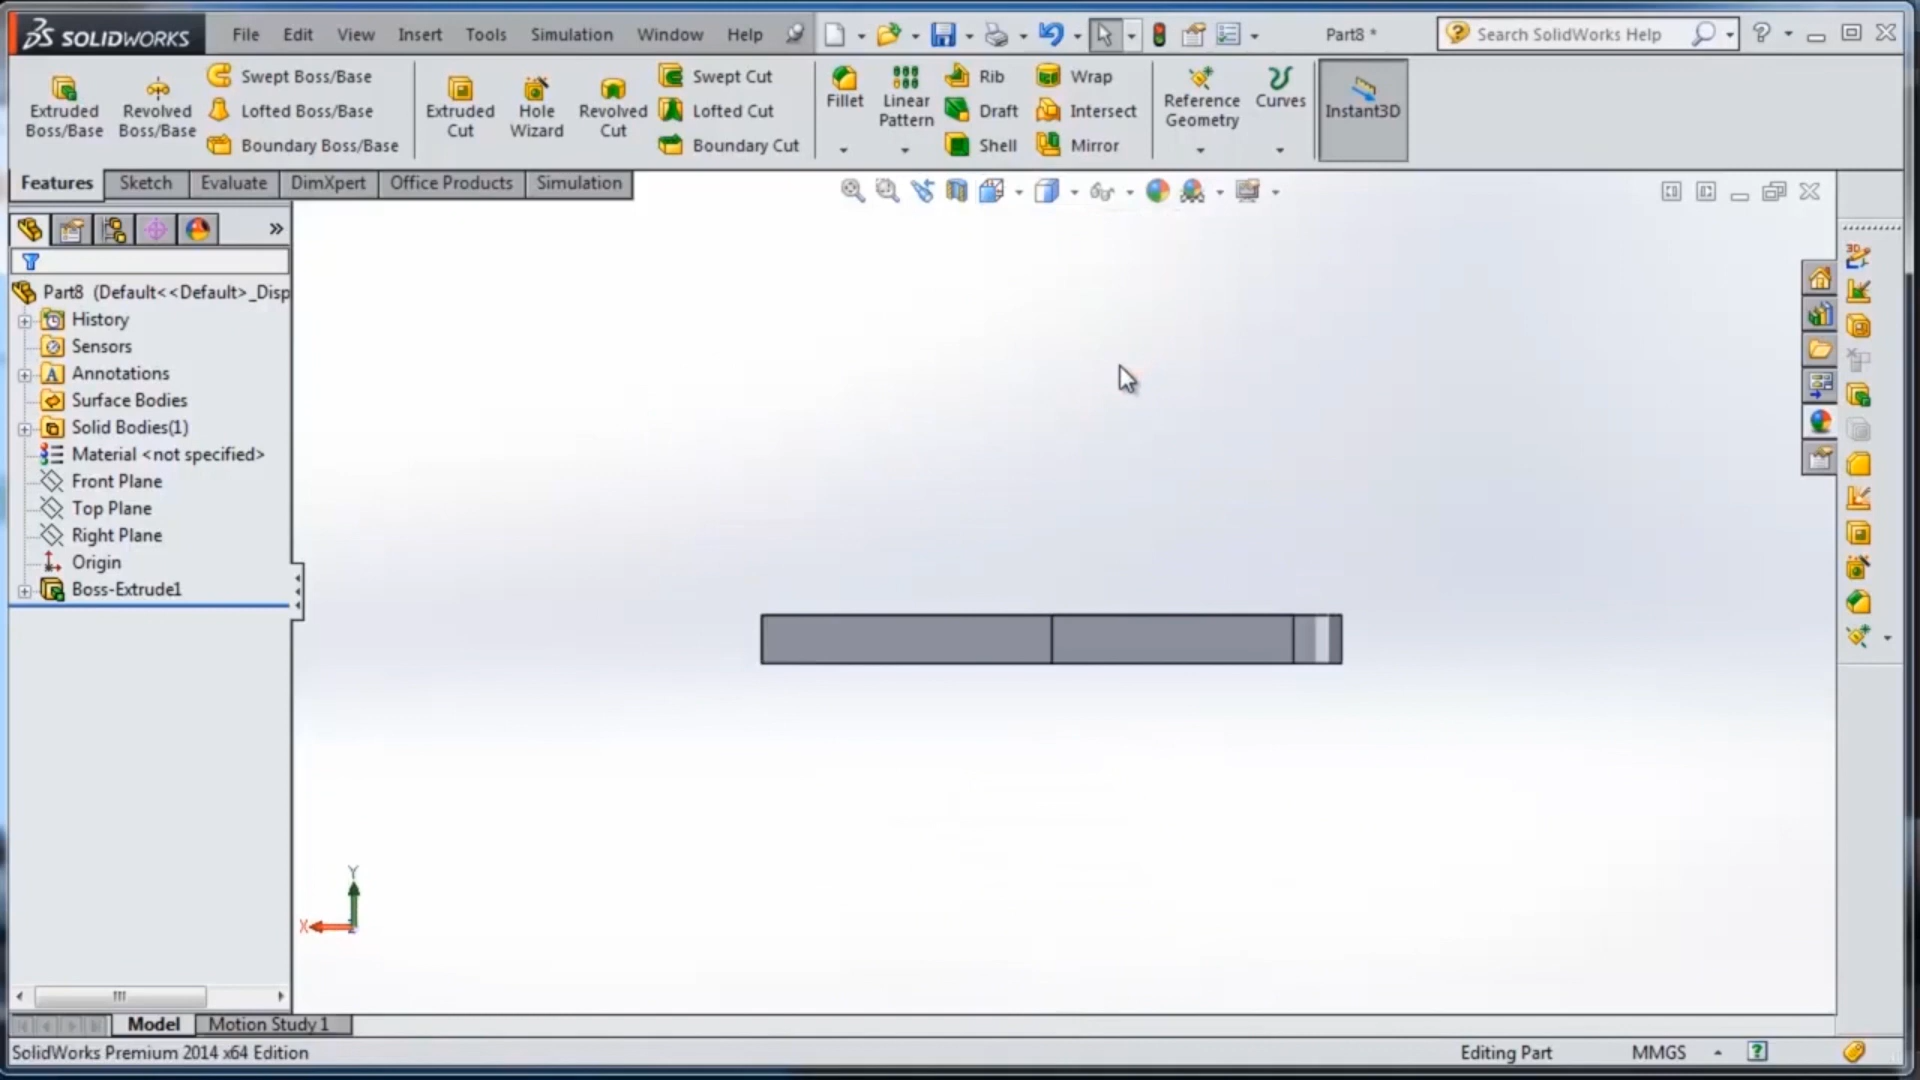 SOLIDWORKS File Edit View Insert Tools Simulation Window Help Part8 * Search SolidWorks Help
Extruded Boss/Base
Revolved Boss/Base
Swept Boss/Base
Lofted Boss/Base
Boundary Boss/Base
Extruded Cut
Hole Wizard
Revolved Cut
Swept Cut
Lofted Cut
Boundary Cut
Fillet
Linear Pattern
Rib
Draft
Shell
Wrap
Intersect
Mirror
Reference Geometry
Curves
Instant3D
Features Sketch Evaluate DimXpert Office Products Simulation
Part8 (Default<<Default>_Disp
History
Sensors
Annotations
Surface Bodies
Solid Bodies(1)
Material <not specified>
Front Plane
Top Plane
Right Plane
Origin
Boss-Extrude1
3D
Y
X
Model Motion Study 1
SolidWorks Premium 2014 x64 Edition Editing Part MMGS